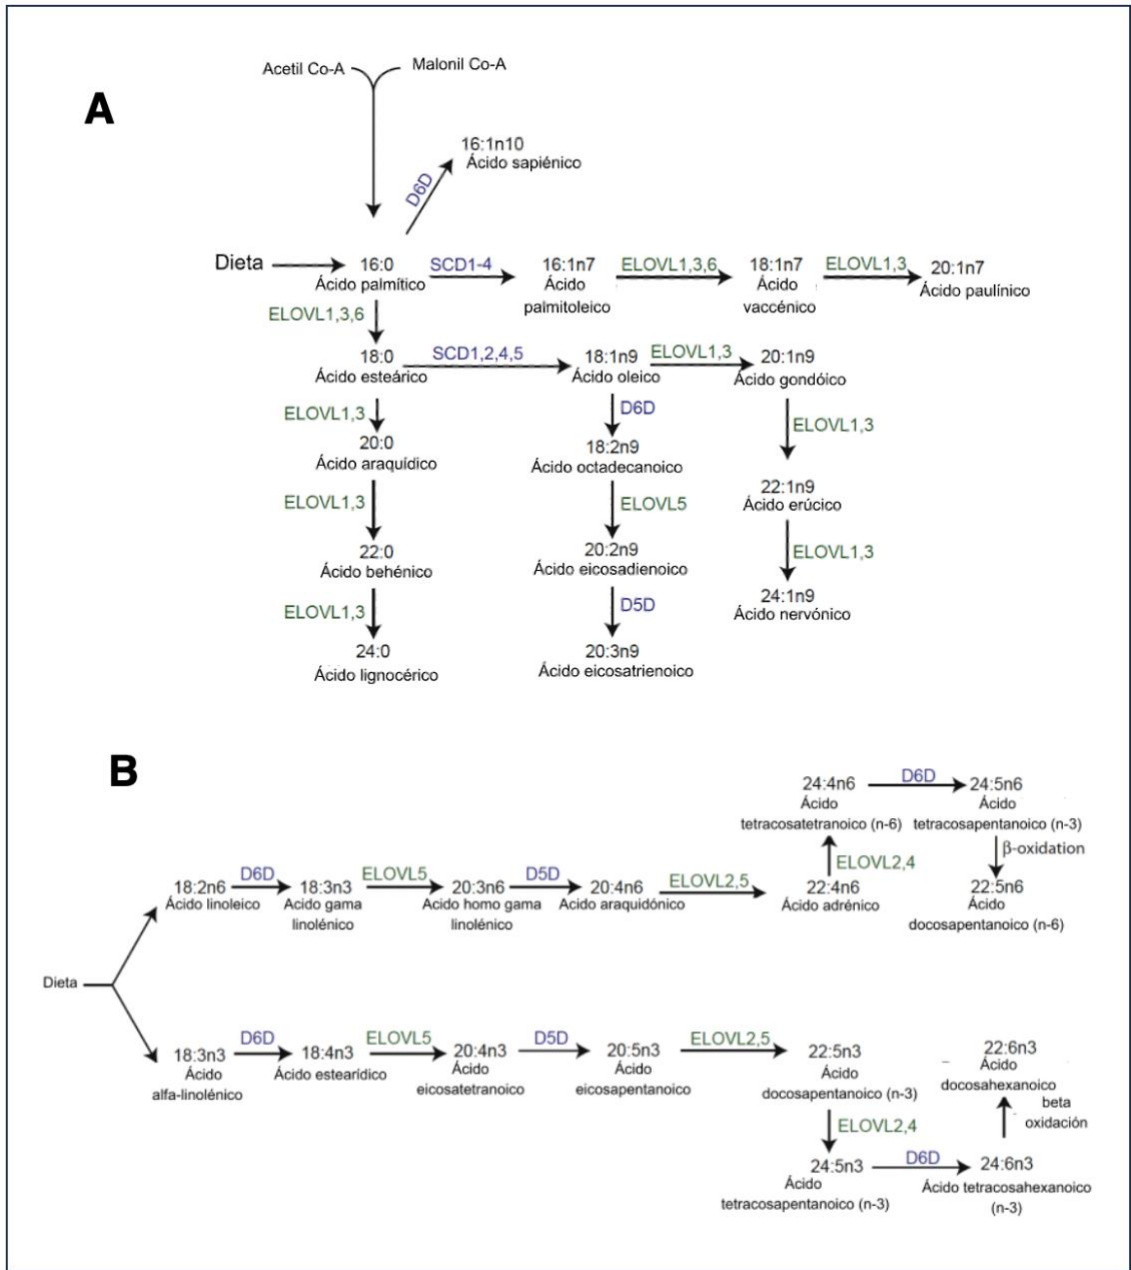 A
Acetil Co-A
Malonil Co-A
16:1n10
Ácido sapiénico
D6D
Dieta
16:0
Ácido palmítico
SCD1-4
16:1n7
Ácido
palmitoleico
ELOVL1,3,6
18:1n7
Ácido
vaccénico
ELOVL1,3
20:1n7
Ácido paulínico
ELOVL1,3,6
18:0
Ácido esteárico
SCD1,2,4,5
18:1n9
Ácido oleico
ELOVL1,3
20:1n9
Ácido gondóico
ELOVL1,3
20:0
Ácido araquídico
D6D
18:2n9
Ácido octadecanoico
ELOVL1,3
ELOVL1,3
22:0
Ácido behénico
ELOVL5
20:2n9
Ácido eicosadienoico
22:1n9
Ácido erúcico
ELOVL1,3
ELOVL1,3
24:0
Ácido lignocérico
D5D
20:3n9
Ácido eicosatrienoico
24:1n9
Ácido nervónico
B
Dieta
18:2n6
Ácido linoleico
D6D
18:3n3
Acido gama
linolénico
ELOVL5
20:3n6
Acido homo gama
linolénico
D5D
20:4n6
Acido araquidónico
ELOVL2,5
22:4n6
Ácido adrénico
ELOVL2,4
24:4n6
Ácido
tetracosatetranoico (n-6)
D6D
24:5n6
Ácido
tetracosapentanoico (n-3)
β-oxidation
22:5n6
Ácido
docosapentanoico (n-6)
18:3n3
Ácido
alfa-linolénico
D6D
18:4n3
Ácido estearídico
ELOVL5
20:4n3
Ácido
eicosatetranoico
D5D
20:5n3
Ácido
eicosapentanoico
ELOVL2,5
22:5n3
Ácido
docosapentanoico (n-3)
ELOVL2,4
24:5n3
Ácido
tetracosapentanoico (n-3)
D6D
24:6n3
Ácido tetracosahexanoico
(n-3)
beta
oxidación
22:6n3
Ácido
docosahexanoico